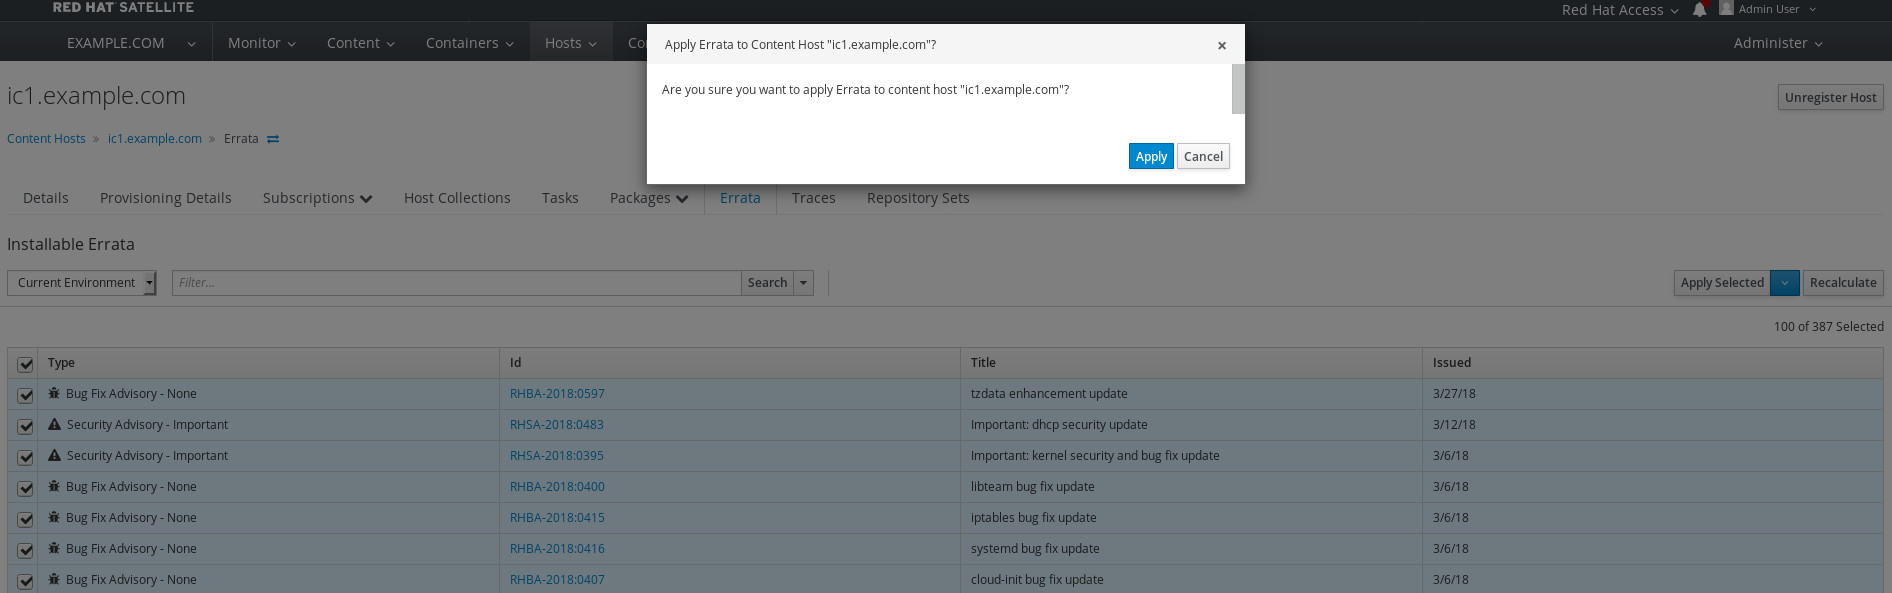 RED HAT SATELLITE
Red Hat Access
Admin User
EXAMPLE.COM
Monitor
Content
Containers
Hosts
Co
Administer
Apply Errata to Content Host "ic1.example.com"?
×
Are you sure you want to apply Errata to content host "ic1.example.com"?
Apply
Cancel
ic1.example.com
Unregister Host
Content Hosts » ic1.example.com » Errata
Details
Provisioning Details
Subscriptions
Host Collections
Tasks
Packages
Errata
Traces
Repository Sets
Installable Errata
Current Environment
Filter...
Search
Apply Selected
Recalculate
100 of 387 Selected
Type Id Title Issued
Bug Fix Advisory - None RHBA-2018:0597 tzdata enhancement update 3/27/18
Security Advisory - Important RHSA-2018:0483 Important: dhcp security update 3/12/18
Security Advisory - Important RHSA-2018:0395 Important: kernel security and bug fix update 3/6/18
Bug Fix Advisory - None RHBA-2018:0400 libteam bug fix update 3/6/18
Bug Fix Advisory - None RHBA-2018:0415 iptables bug fix update 3/6/18
Bug Fix Advisory - None RHBA-2018:0416 systemd bug fix update 3/6/18
Bug Fix Advisory - None RHBA-2018:0407 cloud-init bug fix update 3/6/18